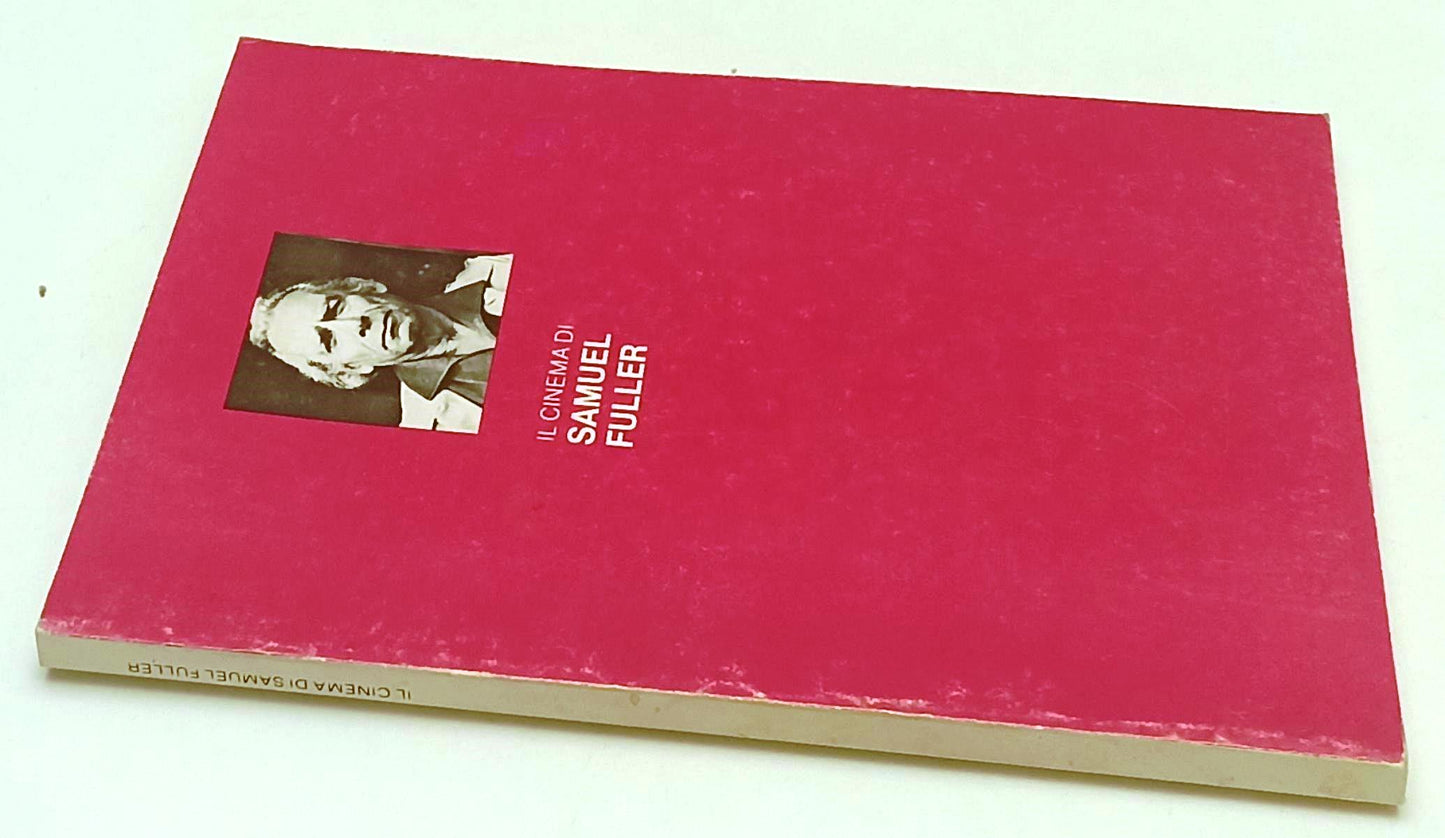 IL CINEMA DI
SAMUEL
FULLER
IL CINEMA DI SAMUEL FULLER